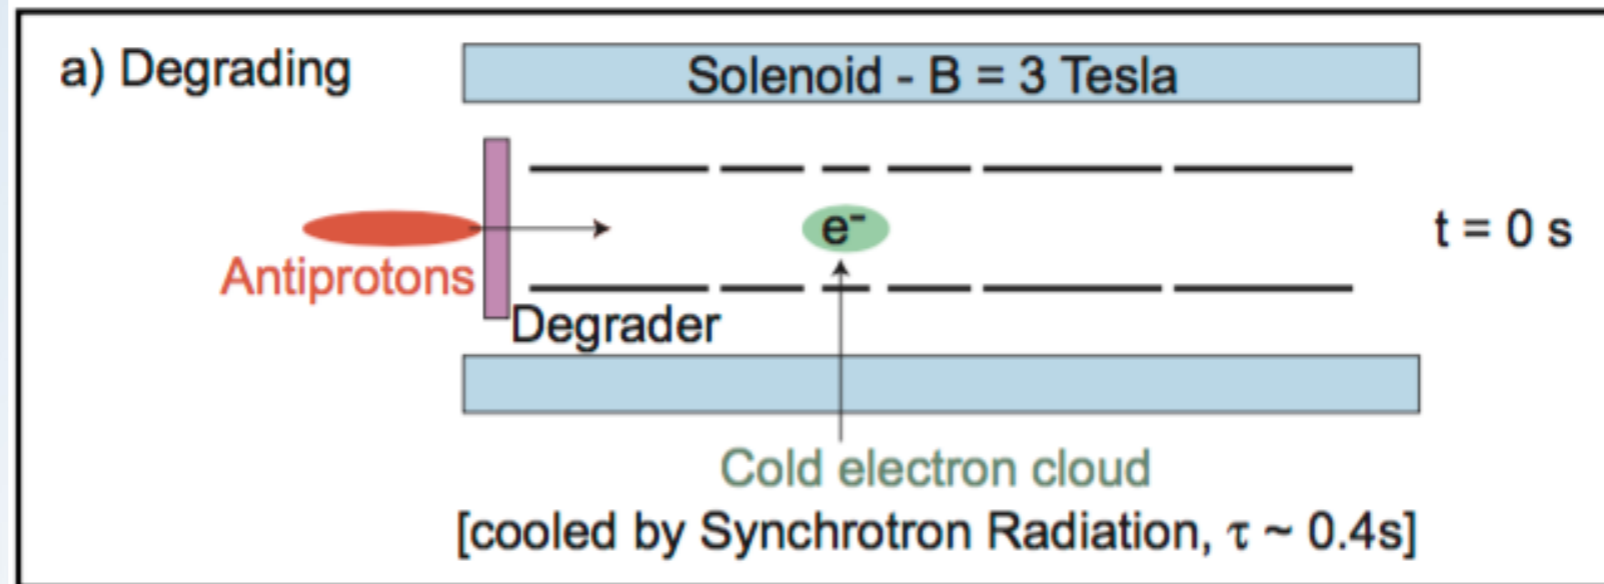 a) Degrading
Solenoid - B = 3 Tesla
e⁻
t = 0 s
Antiprotons
Degrader
Cold electron cloud
[cooled by Synchrotron Radiation, τ ~ 0.4s]